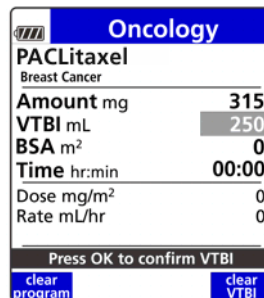 Oncology
PACLitaxel
Breast Cancer
Amount mg 315
VTBI mL 250
BSA m² 0
Time hr:min 00:00
Dose mg/m² 0
Rate mL/hr 0
Press OK to confirm VTBI
clear program clear VTBI